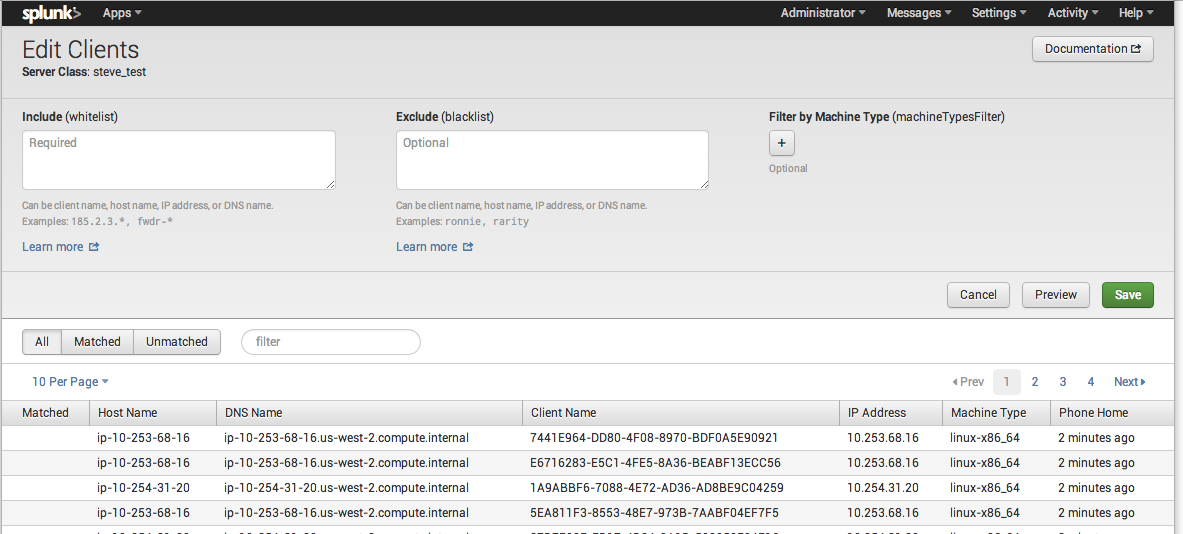 splunk> Apps Administrator Messages Settings Activity Help
Edit Clients
Documentation
Server Class: steve_test
Include (whitelist) Exclude (blacklist) Filter by Machine Type (machineTypesFilter)
Required Optional +
Optional
Can be client name, host name, IP address, or DNS name. Can be client name, host name, IP address, or DNS name.
Examples: 185.2.3.*, fwdr-* Examples: ronnie, rarity
Learn more Learn more
Cancel Preview Save
All Matched Unmatched filter
10 Per Page Prev 1 2 3 4 Next
Matched Host Name DNS Name Client Name IP Address Machine Type Phone Home
ip-10-253-68-16 ip-10-253-68-16.us-west-2.compute.internal 7441E964-DD80-4F08-8970-BDF0A5E90921 10.253.68.16 linux-x86_64 2 minutes ago
ip-10-253-68-16 ip-10-253-68-16.us-west-2.compute.internal E6716283-E5C1-4FE5-8A36-BEABF13ECC56 10.253.68.16 linux-x86_64 2 minutes ago
ip-10-254-31-20 ip-10-254-31-20.us-west-2.compute.internal 1A9ABBF6-7088-4E72-AD36-AD8BE9C04259 10.254.31.20 linux-x86_64 2 minutes ago
ip-10-253-68-16 ip-10-253-68-16.us-west-2.compute.internal 5EA811F3-8553-48E7-973B-7AABF04EF7F5 10.253.68.16 linux-x86_64 2 minutes ago